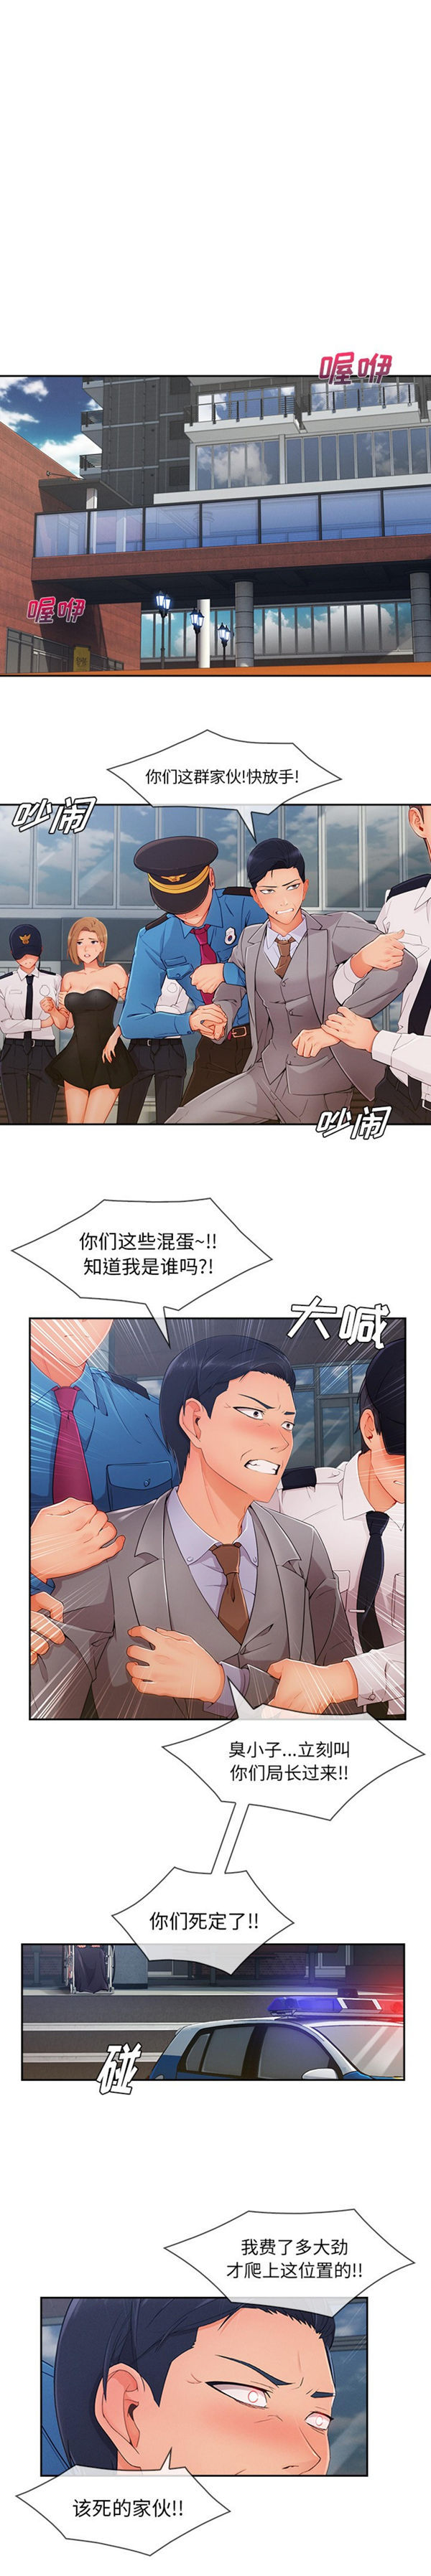 喔咿
喔咿
你们这群家伙!快放手!
吵闹
吵闹
你们这些混蛋~!!
知道我是谁吗?!
大喊
臭小子...立刻叫
你们局长过来!!
你们死定了!!
碰
我费了多大劲
才爬上这位置的!!
该死的家伙!!